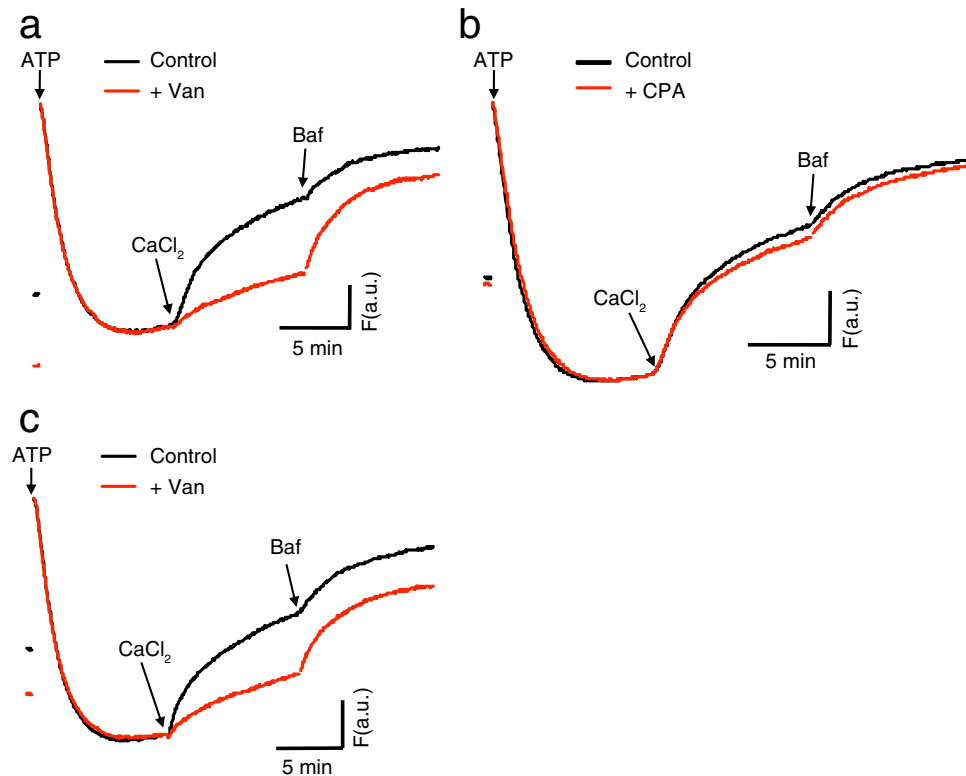 a
ATP
Control
+ Van
Baf
CaCl₂
F(a.u.)
5 min
b
ATP
Control
+ CPA
Baf
CaCl₂
F(a.u.)
5 min
c
ATP
Control
+ Van
Baf
CaCl₂
F(a.u.)
5 min